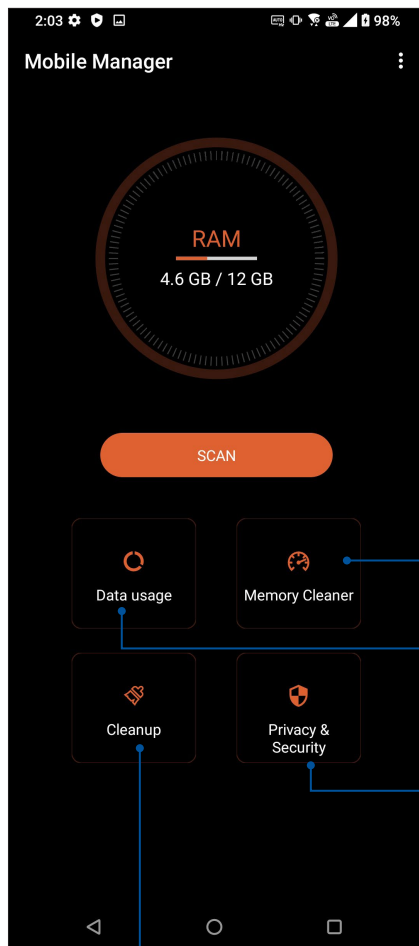 2:03 98%
Mobile Manager
RAM
4.6 GB / 12 GB
SCAN
Data usage
Memory Cleaner
Cleanup
Privacy &
Security